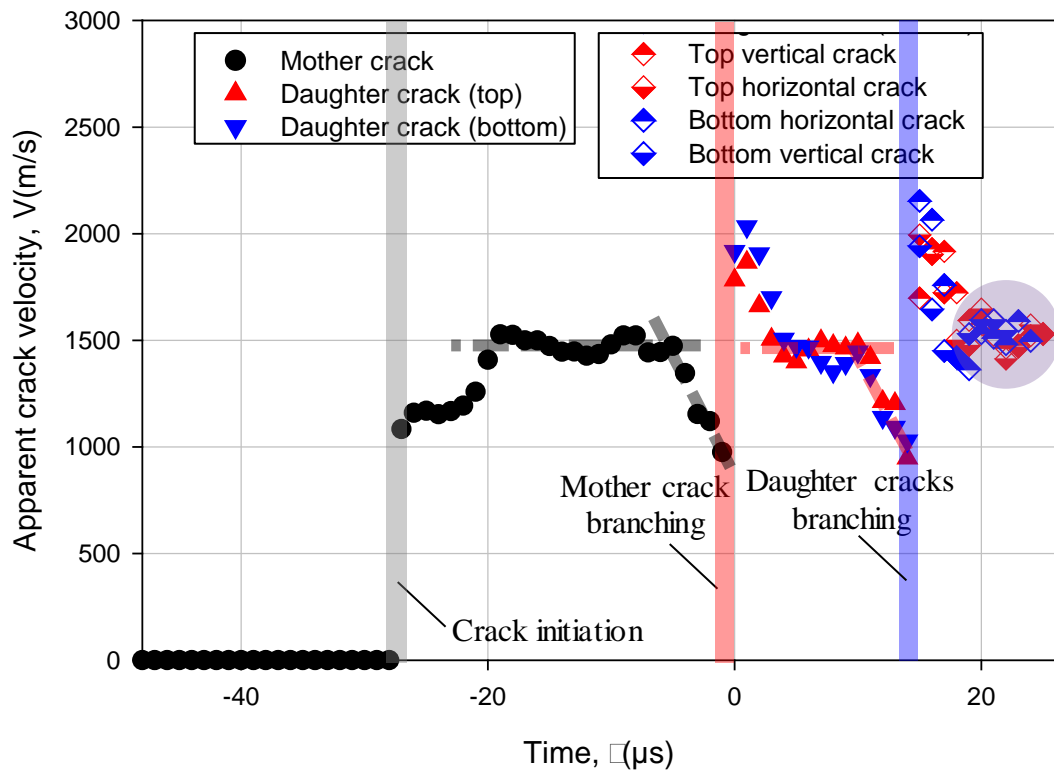 3000
2500
2000
1500
1000
500
0
Apparent crack velocity, V(m/s)
Mother crack
Daughter crack (top)
Daughter crack (bottom)
Top vertical crack
Top horizontal crack
Bottom horizontal crack
Bottom vertical crack
Mother crack
branching
Daughter cracks
branching
Crack initiation
-40
-20
0
20
Time, □(μs)